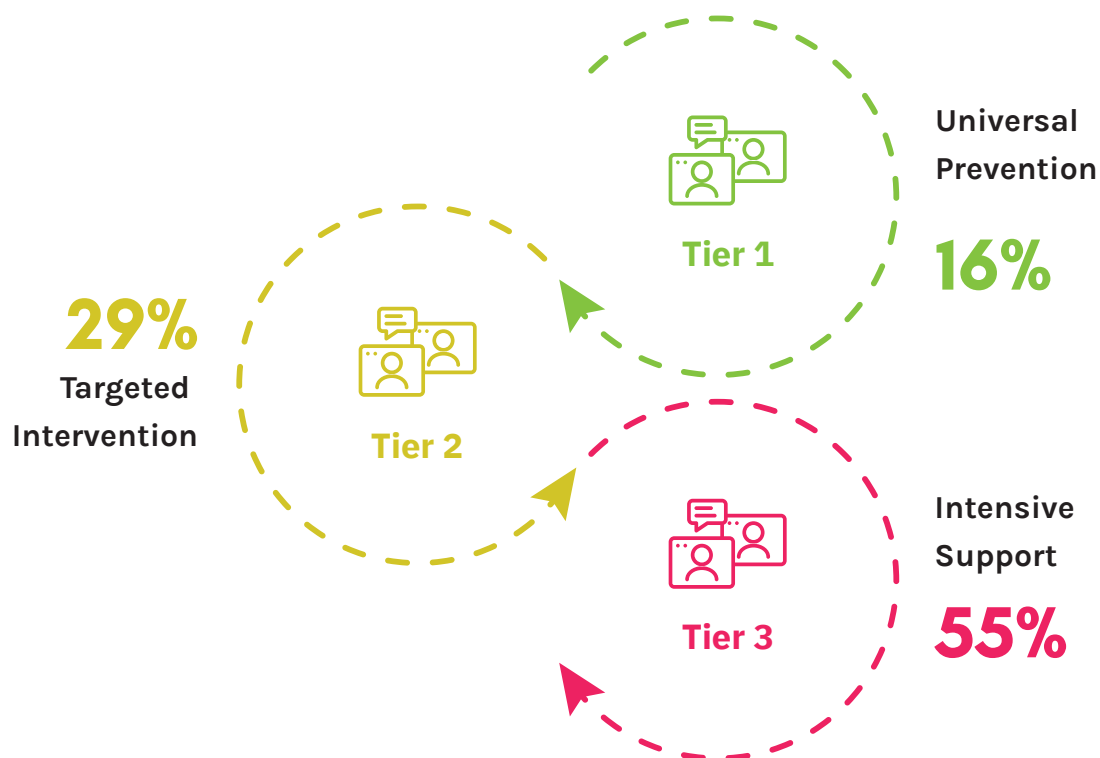 Tier 1
Universal
Prevention
16%
29%
Targeted
Intervention
Tier 2
Tier 3
Intensive
Support
55%